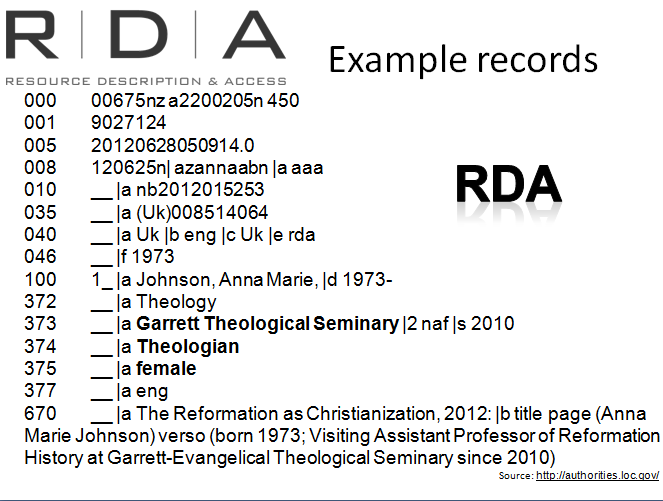 R | D | A
RESOURCE DESCRIPTION & ACCESS
Example records
000 00675nz a2200205n 450
001 9027124
005 20120628050914.0
008 120625n| azannaabn |a aaa
010 __ |a nb2012015253
035 __ |a (Uk)008514064
040 __ |a Uk |b eng |c Uk |e rda
046 __ |f 1973
100 1_ |a Johnson, Anna Marie, |d 1973-
372 __ |a Theology
373 __ |a Garrett Theological Seminary |2 naf |s 2010
374 __ |a Theologian
375 __ |a female
377 __ |a eng
670 __ |a The Reformation as Christianization, 2012: |b title page (Anna
Marie Johnson) verso (born 1973; Visiting Assistant Professor of Reformation
History at Garrett-Evangelical Theological Seminary since 2010)
RDA
Source: http://authorities.loc.gov/